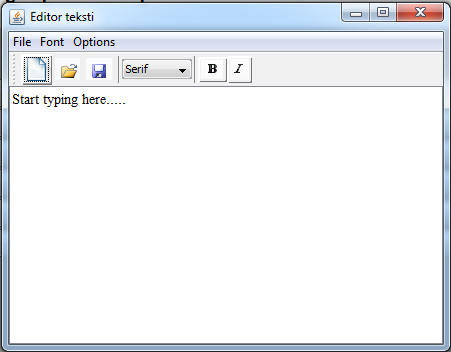 Editor teksti
File Font Options
Serif B I
Start typing here.....